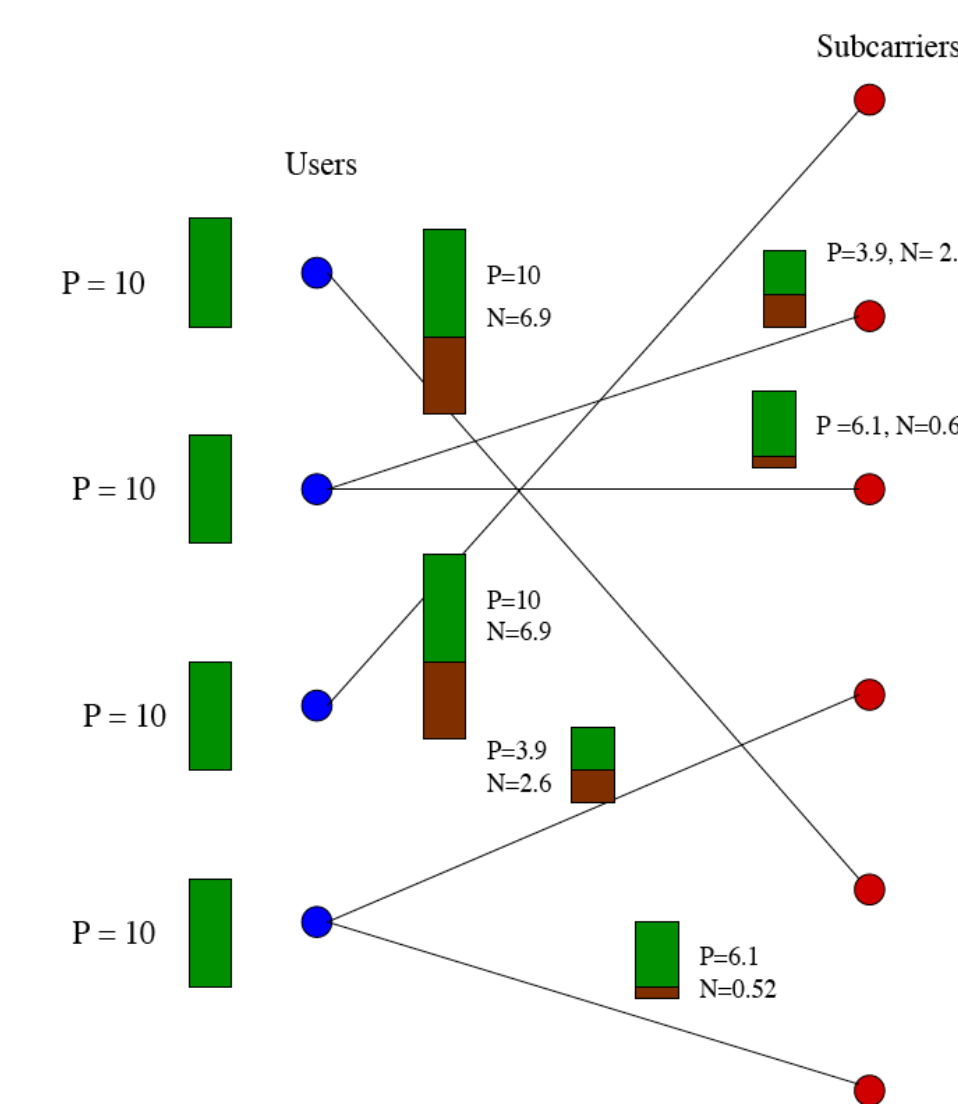 Subcarriers
Users
P = 10
P=10
N=6.9
P=3.9, N= 2.
P =6.1, N=0.6
P = 10
P=10
N=6.9
P = 10
P=3.9
N=2.6
P = 10
P=6.1
N=0.52